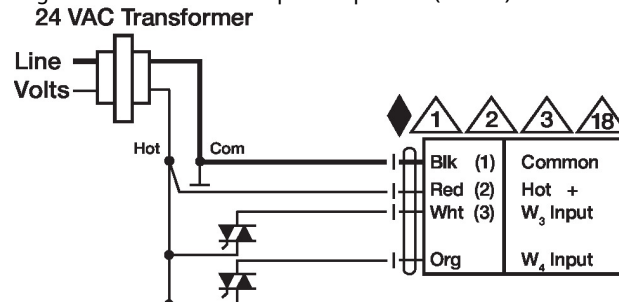 24 VAC Transformer
Line
Volts
Hot
Com
1 2 3 18
Blk (1) Common
Red (2) Hot +
Wht (3) W₃ Input
Org W₄ Input